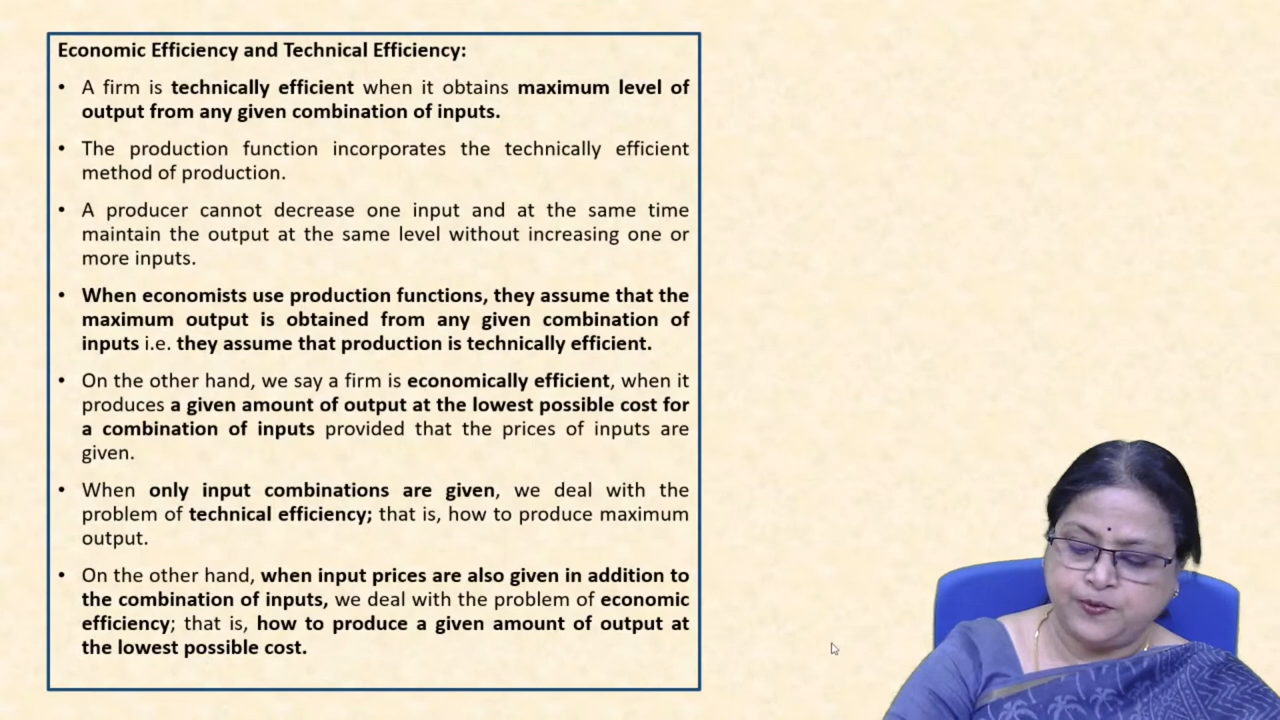 Economic Efficiency and Technical Efficiency:
• A firm is technically efficient when it obtains maximum level of
output from any given combination of inputs.
• The production function incorporates the technically efficient
method of production.
• A producer cannot decrease one input and at the same time
maintain the output at the same level without increasing one or
more inputs.
• When economists use production functions, they assume that the
maximum output is obtained from any given combination of
inputs i.e. they assume that production is technically efficient.
• On the other hand, we say a firm is economically efficient, when it
produces a given amount of output at the lowest possible cost for
a combination of inputs provided that the prices of inputs are
given.
• When only input combinations are given, we deal with the
problem of technical efficiency; that is, how to produce maximum
output.
• On the other hand, when input prices are also given in addition to
the combination of inputs, we deal with the problem of economic
efficiency; that is, how to produce a given amount of output at
the lowest possible cost.